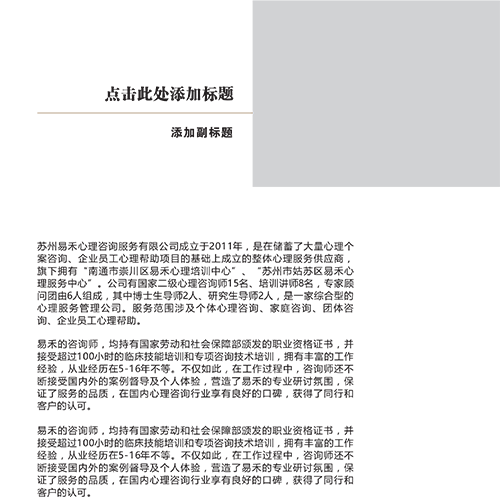 点击此处添加标题
添加副标题
苏州易禾心理咨询服务有限公司成立于2011年，是在储蓄了大量心理个
案咨询、企业员工心理帮助项目的基础上成立的整体心理服务供应商，
旗下拥有“南通市崇川区易禾心理培训中心”、“苏州市姑苏区易禾心
理服务中心”。公司有国家二级心理咨询师15名、培训讲师8名，专家顾
问团由6人组成，其中博士生导师2人、研究生导师2人，是一家综合型的
心理服务管理公司。服务范围涉及个体心理咨询、家庭咨询、团体咨
询、企业员工心理帮助。
易禾的咨询师，均持有国家劳动和社会保障部颁发的职业资格证书，并
接受超过100小时的临床技能培训和专项咨询技术培训，拥有丰富的工作
经验，从业经历在5-16年不等。不仅如此，在工作过程中，咨询师还不
断接受国内外的案例督导及个人体验，营造了易禾的专业研讨氛围，保
证了服务的品质，在国内心理咨询行业享有良好的口碑，获得了同行和
客户的认可。
易禾的咨询师，均持有国家劳动和社会保障部颁发的职业资格证书，并
接受超过100小时的临床技能培训和专项咨询技术培训，拥有丰富的工作
经验，从业经历在5-16年不等。不仅如此，在工作过程中，咨询师还不
断接受国内外的案例督导及个人体验，营造了易禾的专业研讨氛围，保
证了服务的品质，在国内心理咨询行业享有良好的口碑，获得了同行和
客户的认可。